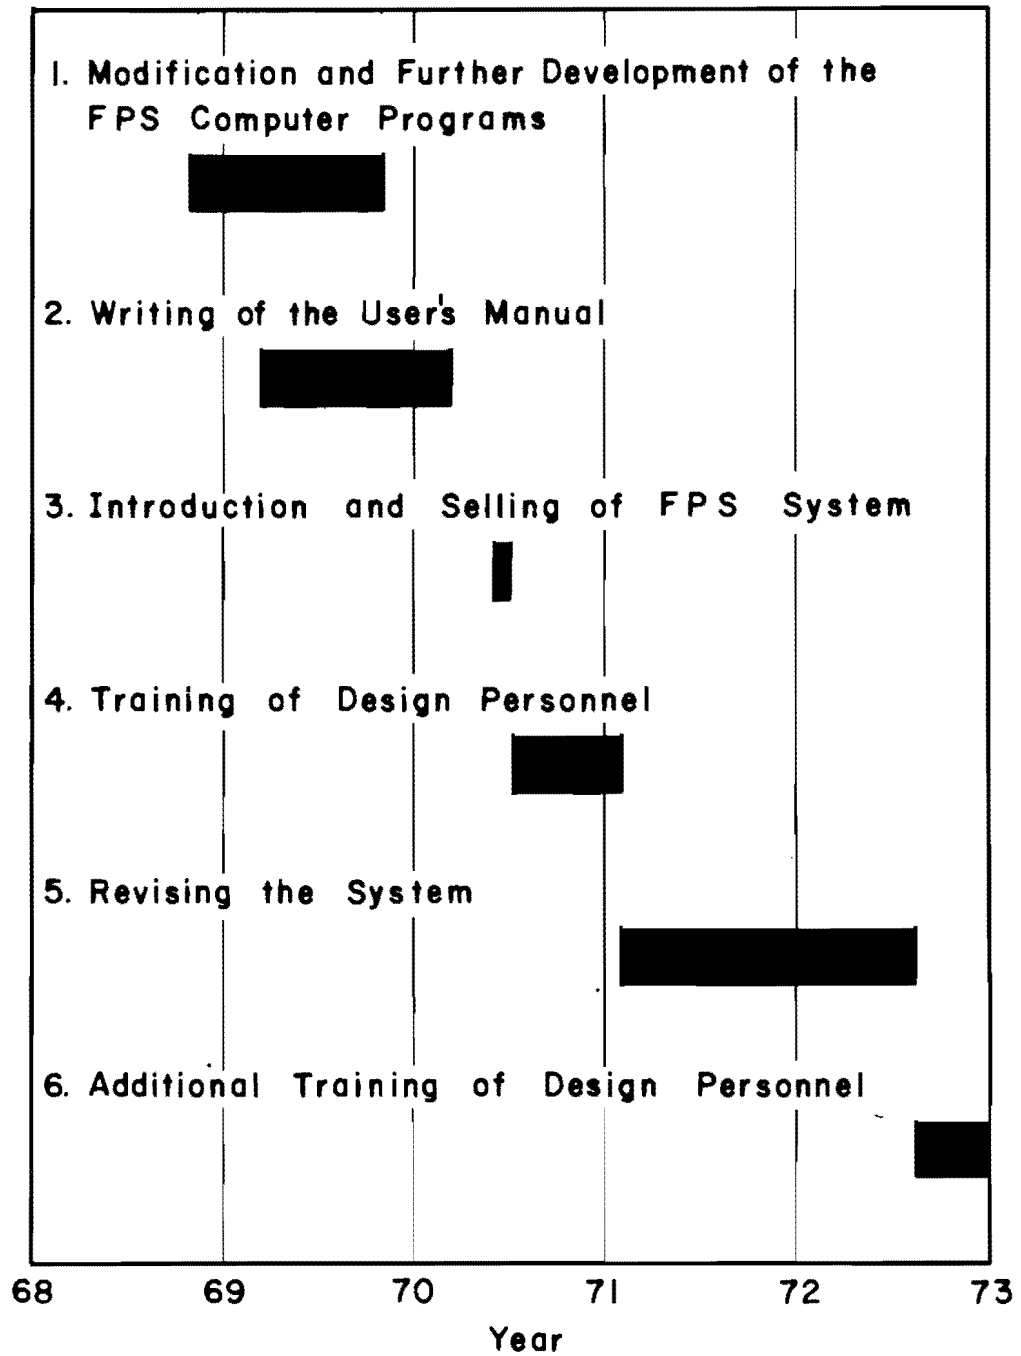 1. Modification and Further Development of the
FPS Computer Programs
2. Writing of the User's Manual
3. Introduction and Selling of FPS System
4. Training of Design Personnel
5. Revising the System
6. Additional Training of Design Personnel
68 69 70 71 72 73
Year